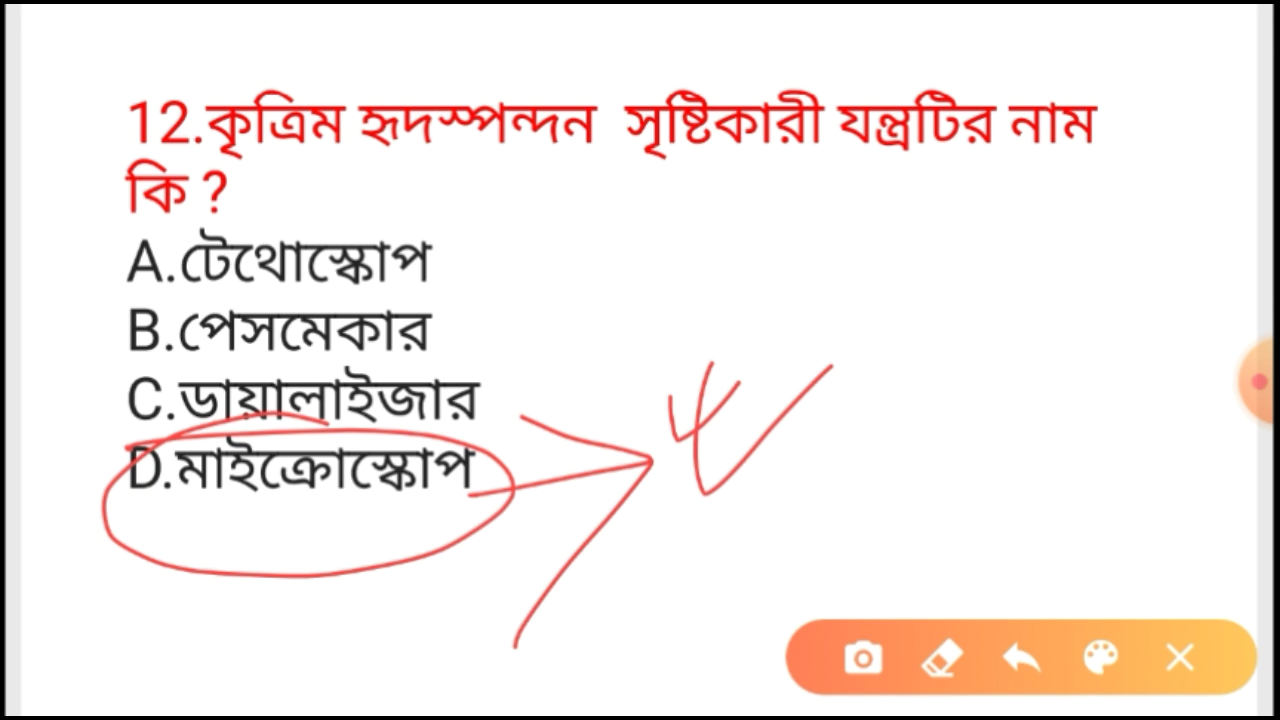 12.কৃত্রিম হৃদস্পন্দন সৃষ্টিকারী যন্ত্রটির নাম
কি ?
A.টেথোস্কোপ
B.পেসমেকার
C.ডায়ালাইজার
D.মাইক্রোস্কোপ